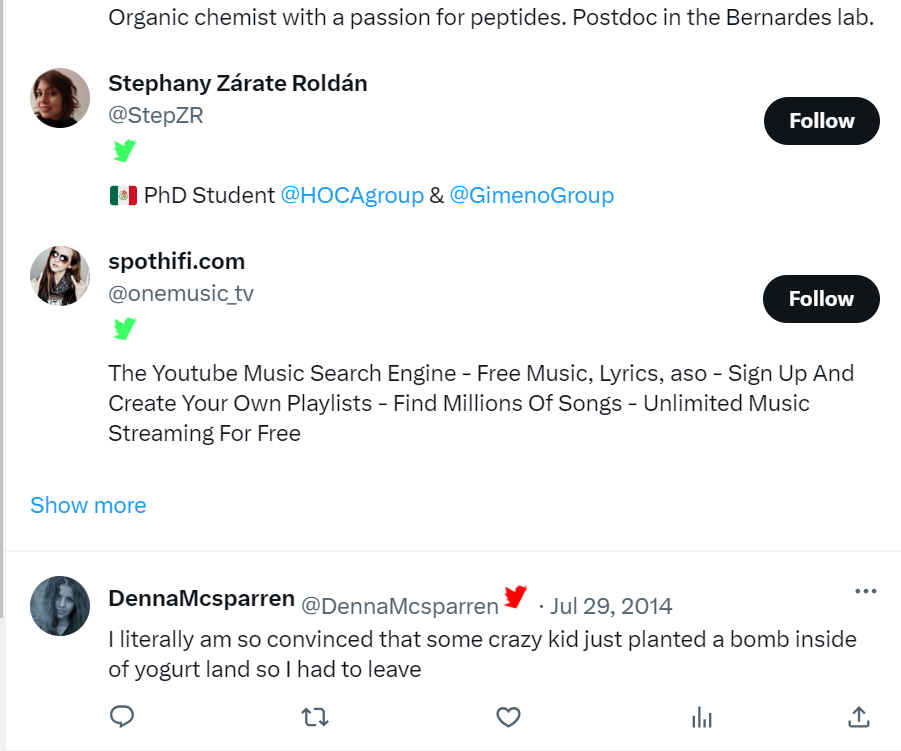 Organic chemist with a passion for peptides. Postdoc in the Bernardes lab.
Stephany Zárate Roldán
@StepZR
Follow
PhD Student @HOCAgroup & @GimenoGroup
spothifi.com
@onemusic_tv
Follow
The Youtube Music Search Engine - Free Music, Lyrics, aso - Sign Up And
Create Your Own Playlists - Find Millions Of Songs - Unlimited Music
Streaming For Free
Show more
DennaMcsparren @DennaMcsparren · Jul 29, 2014
I literally am so convinced that some crazy kid just planted a bomb inside
of yogurt land so I had to leave